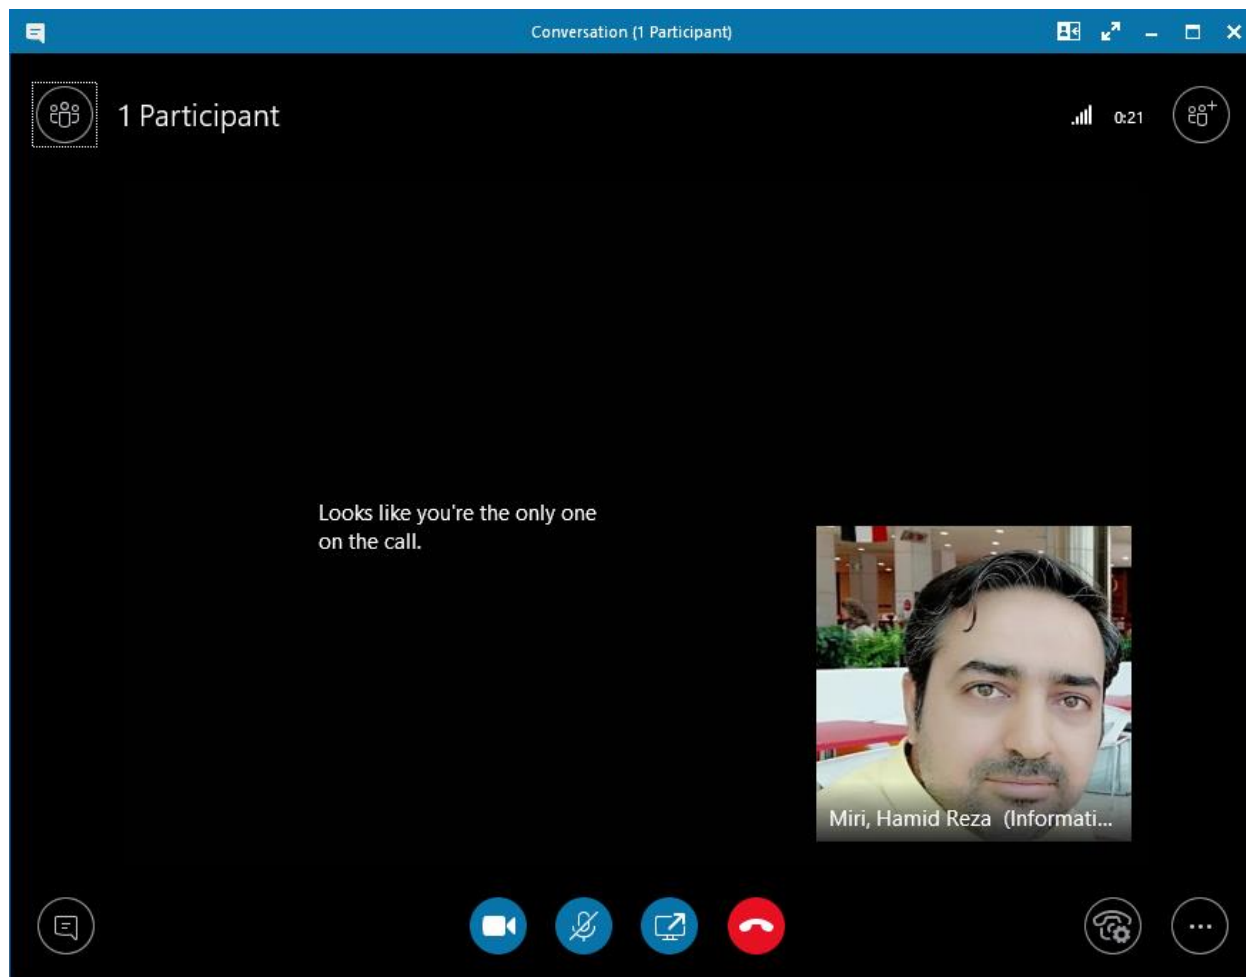 Conversation (1 Participant)
1 Participant
0:21
Looks like you're the only one
on the call.
Miri, Hamid Reza (Informati...